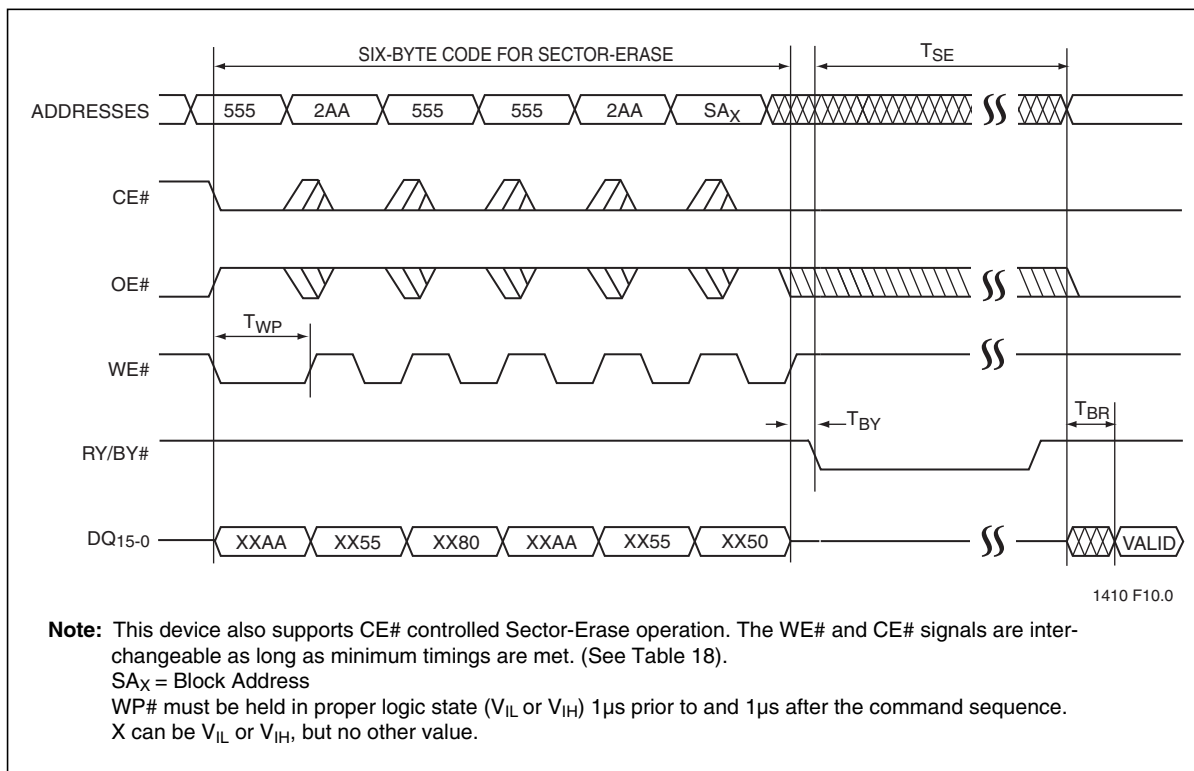 SIX-BYTE CODE FOR SECTOR-ERASE
TSE
ADDRESSES 555 2AA 555 555 2AA SAX
CE#
OE#
TWP
WE#
TBY
TBR
RY/BY#
DQ15-0 XXAA XX55 XX80 XXAA XX55 XX50 VALID
1410 F10.0
Note: This device also supports CE# controlled Sector-Erase operation. The WE# and CE# signals are inter-
changeable as long as minimum timings are met. (See Table 18).
SAX = Block Address
WP# must be held in proper logic state (VIL or VIH) 1µs prior to and 1µs after the command sequence.
X can be VIL or VIH, but no other value.